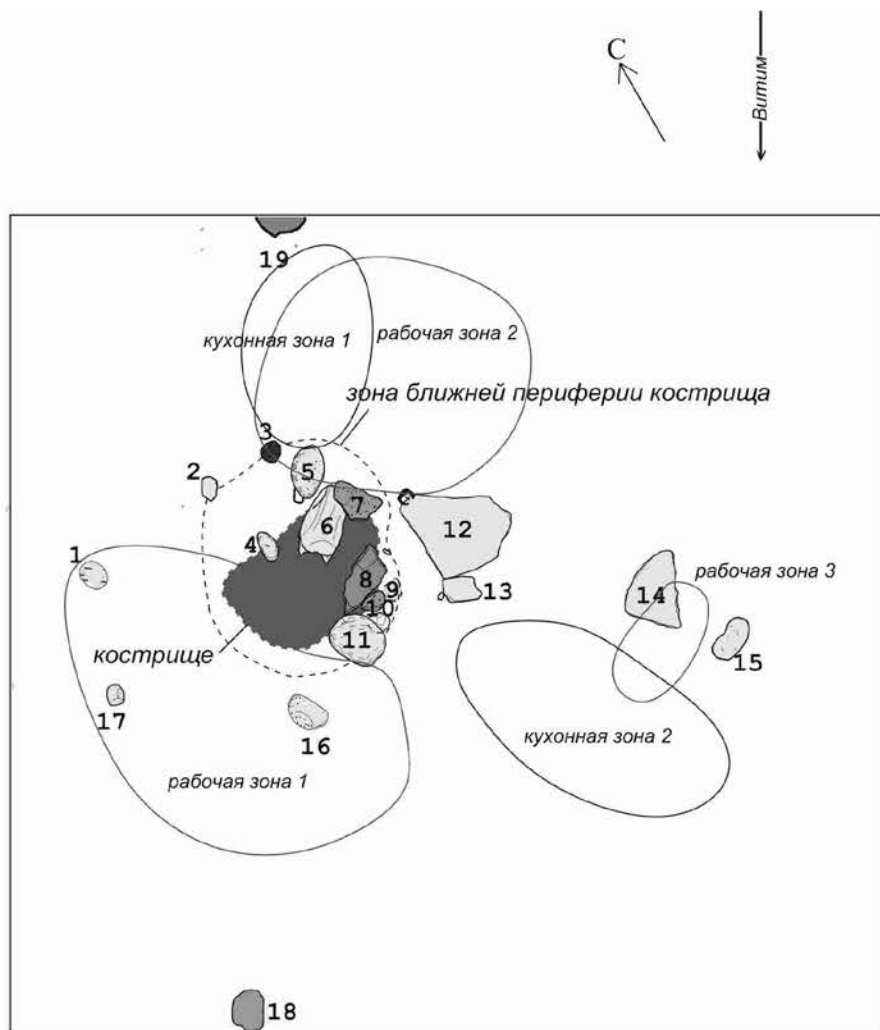 С
Витим
19
кухонная зона 1
рабочая зона 2
зона ближней периферии кострища
3
2
5
7
6
12
4
1
8
9
13
14
рабочая зона 3
10
11
15
кострище
17
16
кухонная зона 2
рабочая зона 1
18